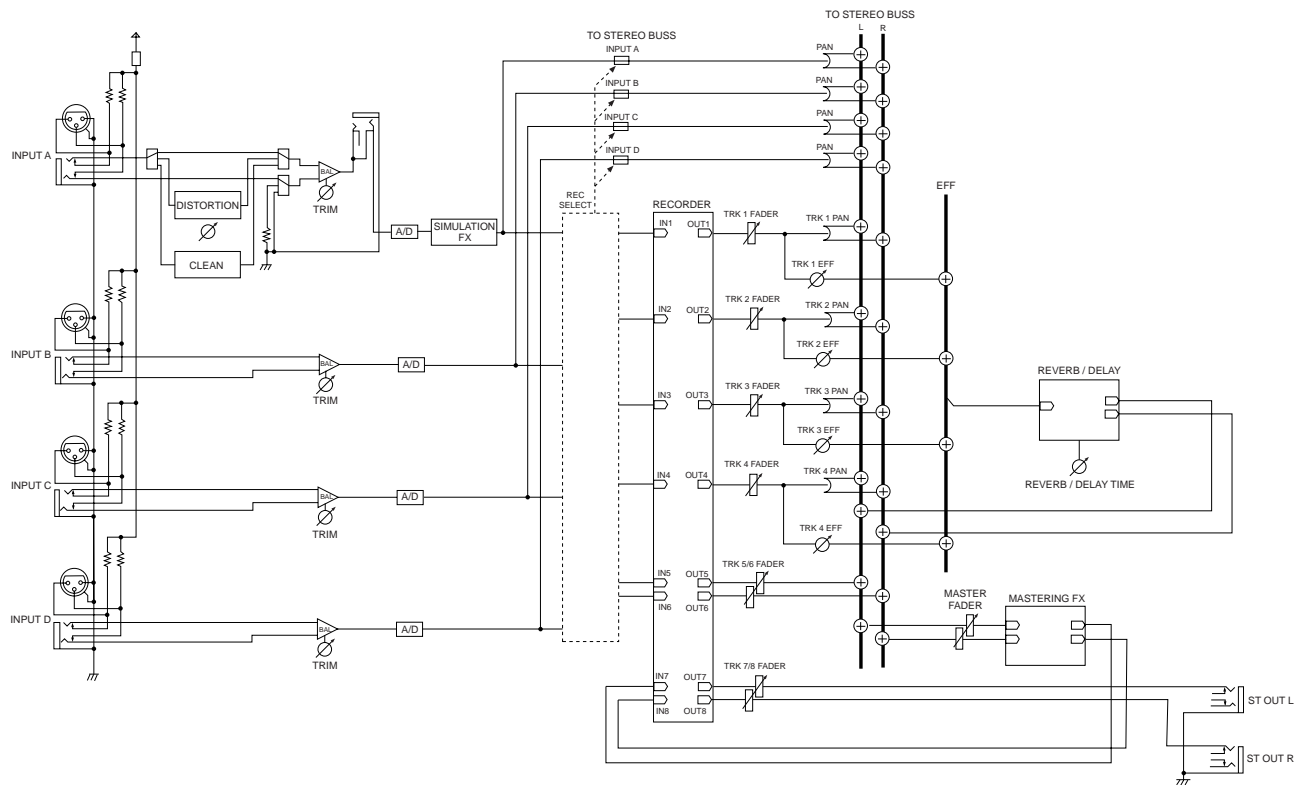 TO STEREO BUSS
L R
TO STEREO BUSS
INPUT A
PAN
INPUT B
PAN
INPUT C
PAN
INPUT D
PAN
INPUT A
BAL
TRIM
DISTORTION
CLEAN
A/D
SIMULATION
FX
REC
SELECT
RECORDER
EFF
IN1
OUT1
TRK 1 FADER
TRK 1 PAN
TRK 1 EFF
IN2
OUT2
TRK 2 FADER
TRK 2 PAN
TRK 2 EFF
INPUT B
BAL
TRIM
A/D
IN3
OUT3
TRK 3 FADER
TRK 3 PAN
TRK 3 EFF
REVERB / DELAY
REVERB / DELAY TIME
INPUT C
BAL
TRIM
A/D
IN4
OUT4
TRK 4 FADER
TRK 4 PAN
TRK 4 EFF
IN5
OUT5
IN6
OUT6
TRK 5/6 FADER
INPUT D
BAL
TRIM
A/D
MASTER
FADER
MASTERING FX
IN7
OUT7
IN8
OUT8
TRK 7/8 FADER
ST OUT L
ST OUT R